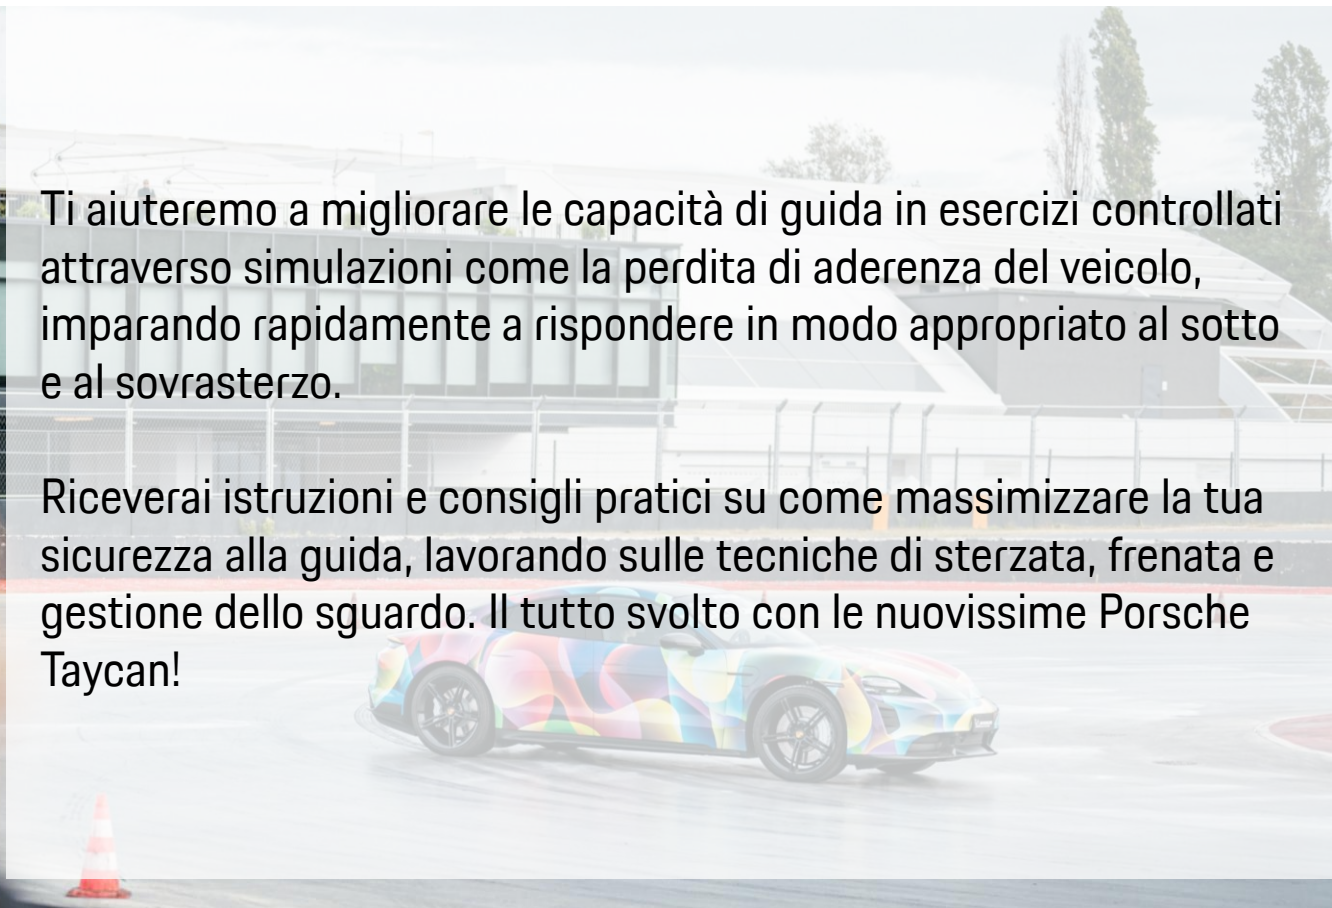 Ti aiuteremo a migliorare le capacità di guida in esercizi controllati
attraverso simulazioni come la perdita di aderenza del veicolo,
imparando rapidamente a rispondere in modo appropriato al sotto
e al sovrasterzo.
Riceverai istruzioni e consigli pratici su come massimizzare la tua
sicurezza alla guida, lavorando sulle tecniche di sterzata, frenata e
gestione dello sguardo. Il tutto svolto con le nuovissime Porsche
Taycan!